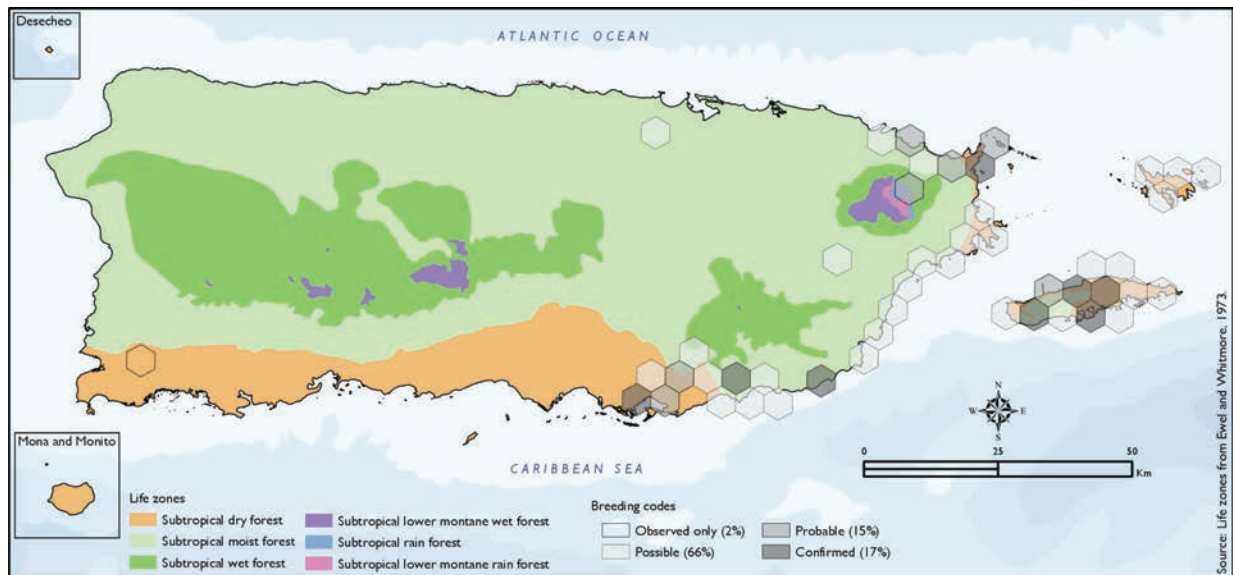 Desecheo
ATLANTIC OCEAN
N
W E
S
0 25 50
Km
CARIBBEAN SEA
Mona and Monito
Life zones
Subtropical dry forest
Subtropical moist forest
Subtropical wet forest
Subtropical lower montane wet forest
Subtropical rain forest
Subtropical lower montane rain forest
Breeding codes
Observed only (2%)
Possible (66%)
Probable (15%)
Confirmed (17%)
Source: Life zones from Ewel and Whitmore, 1973.